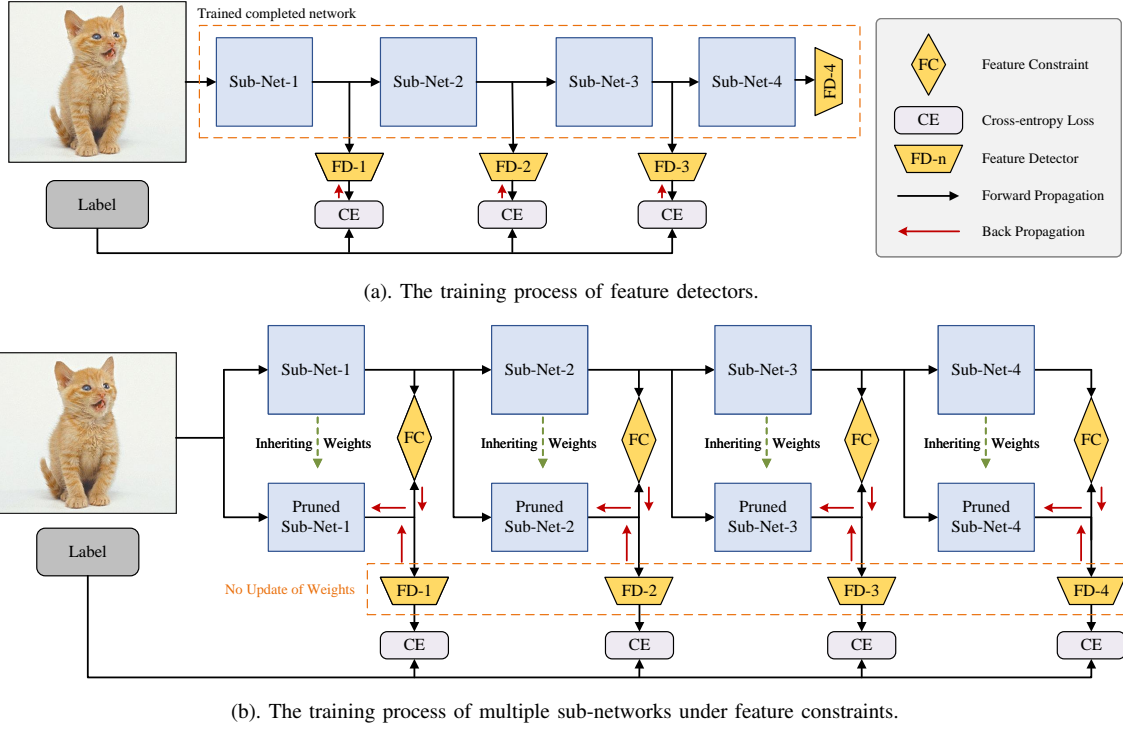 Trained completed network
Sub-Net-1
Sub-Net-2
Sub-Net-3
Sub-Net-4
FD-4
FD-1
FD-2
FD-3
Label
CE
CE
CE
FC
Feature Constraint
CE
Cross-entropy Loss
FD-n
Feature Detector
Forward Propagation
Back Propagation
(a). The training process of feature detectors.
Sub-Net-1
Sub-Net-2
Sub-Net-3
Sub-Net-4
Inheriting Weights
FC
Inheriting Weights
FC
Inheriting Weights
FC
Inheriting Weights
FC
Pruned
Sub-Net-1
Pruned
Sub-Net-2
Pruned
Sub-Net-3
Pruned
Sub-Net-4
Label
No Update of Weights
FD-1
FD-2
FD-3
FD-4
CE
CE
CE
CE
(b). The training process of multiple sub-networks under feature constraints.